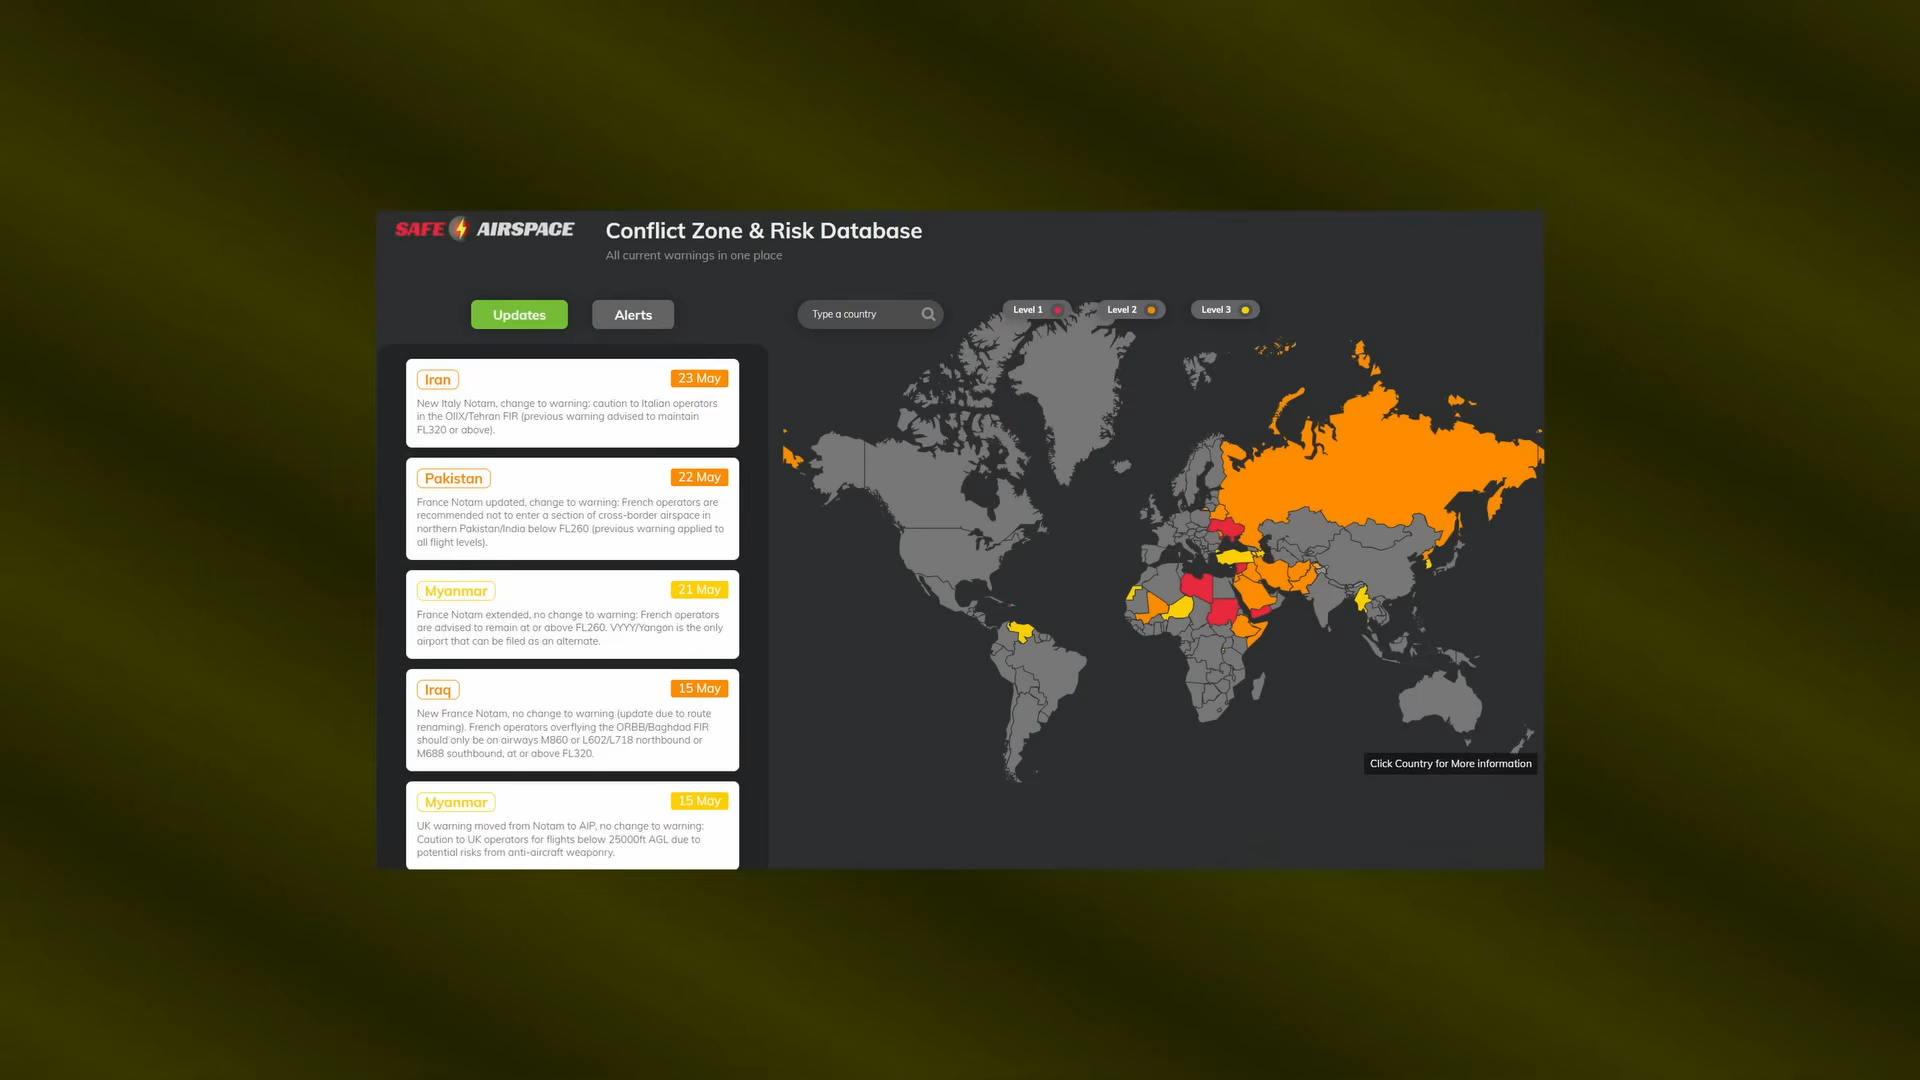 SAFE AIRSPACE
Conflict Zone & Risk Database
All current warnings in one place
Updates
Alerts
Type a country
Level 1
Level 2
Level 3
Iran
23 May
New Italy Notam, change to warning: caution to Italian operators
in the OIIX/Tehran FIR (previous warning advised to maintain
FL320 or above).
Pakistan
22 May
France Notam updated, change to warning: French operators are
recommended not to enter a section of cross-border airspace in
northern Pakistan/India below FL260 (previous warning applied to
all flight levels).
Myanmar
21 May
France Notam extended, no change to warning: French operators
are advised to remain at or above FL260. VYYY/Yangon is the only
airport that can be filed as an alternate.
Iraq
15 May
New France Notam, no change to warning (update due to route
renaming). French operators overflying the ORBB/Baghdad FIR
should only be on airways M860 or L602/L718 northbound or
M688 southbound, at or above FL320.
Myanmar
15 May
UK warning moved from Notam to AIP, no change to warning:
Caution to UK operators for flights below 25000ft AGL due to
potential risks from anti-aircraft weaponry.
Click Country for More information